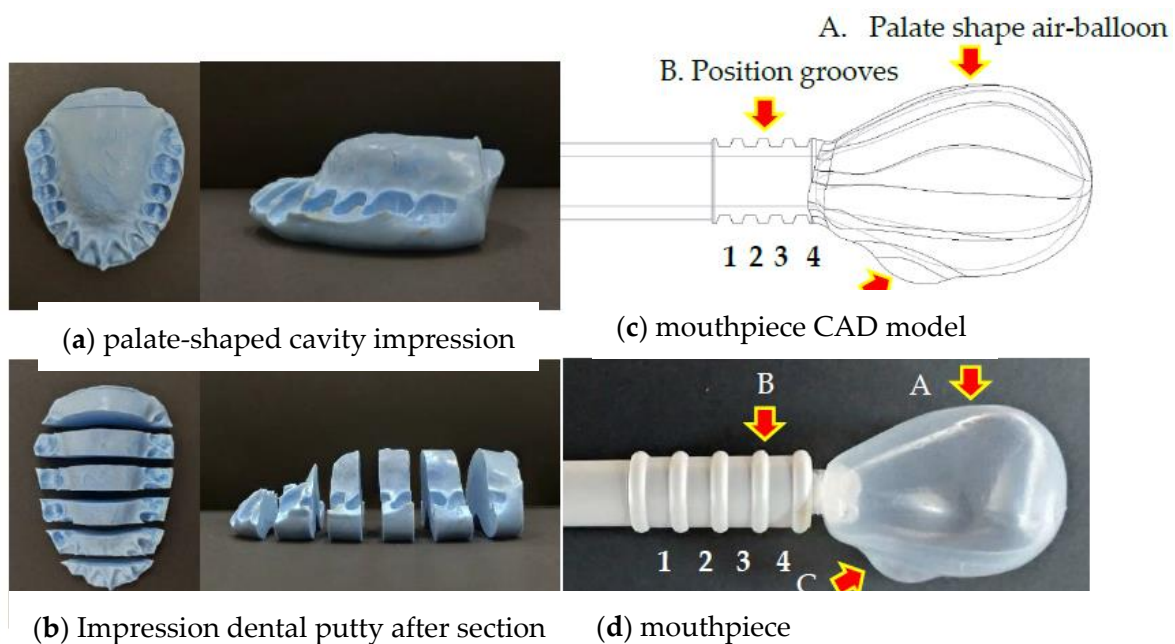 A. Palate shape air-balloon
B. Position grooves
1 2 3 4
(a) palate-shaped cavity impression
(c) mouthpiece CAD model
B
A
1 2 3 4
C
(b) Impression dental putty after section
(d) mouthpiece